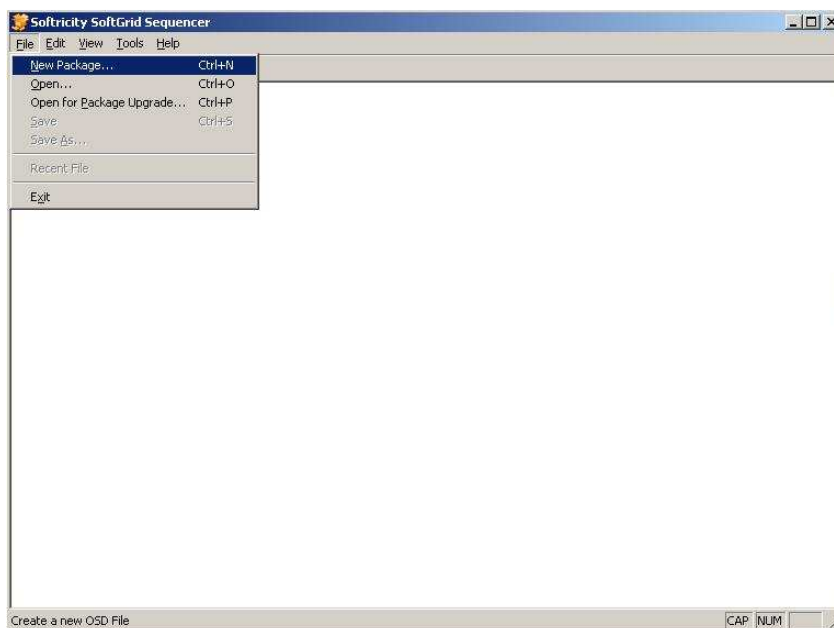 Softricity SoftGrid Sequencer
File Edit View Tools Help
New Package... Ctrl+N
Open... Ctrl+O
Open for Package Upgrade... Ctrl+P
Save Ctrl+S
Save As...
Recent File
Exit
Create a new OSD File CAP NUM